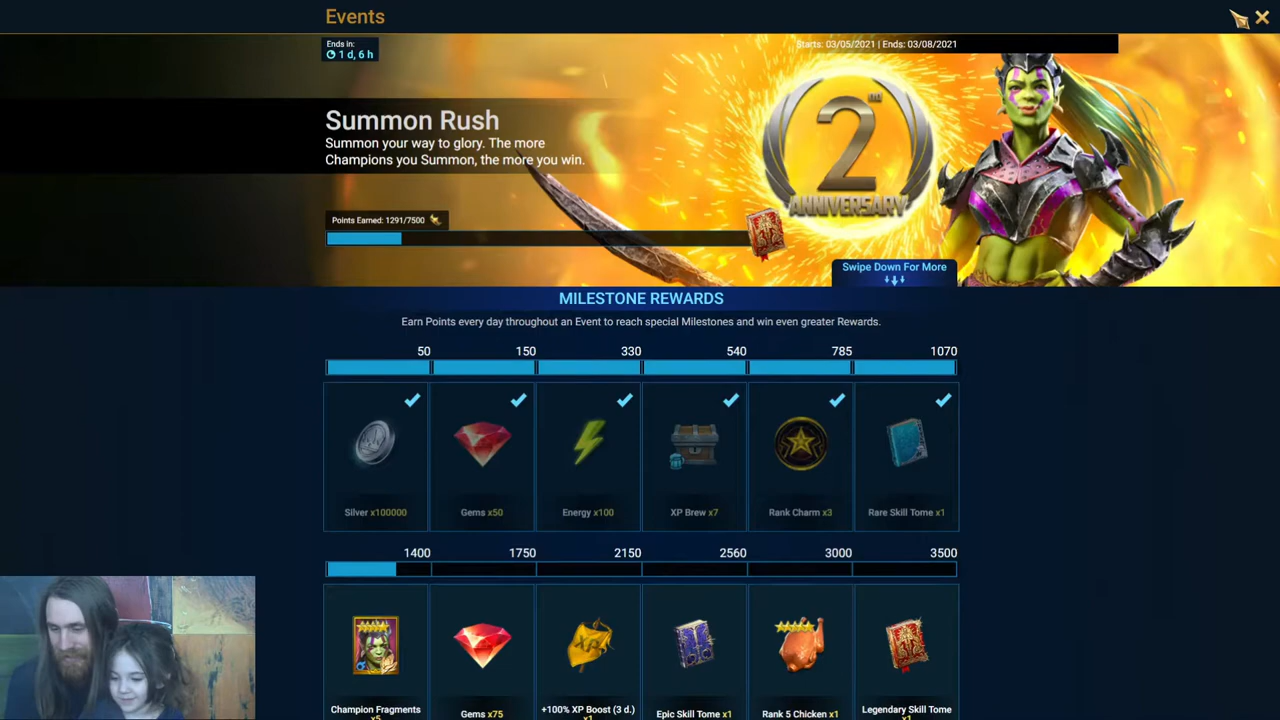 Events
Ends in:
1 d, 6 h
Starts: 03/05/2021 | Ends: 03/08/2021
Summon Rush
Summon your way to glory. The more
Champions you Summon, the more you win.
2nd
ANNIVERSARY
Points Earned: 1291/7500
Swipe Down For More
MILESTONE REWARDS
Earn Points every day throughout an Event to reach special Milestones and win even greater Rewards.
50 150 330 540 785 1070
Silver x100000 Gems x50 Energy x100 XP Brew x7 Rank Charm x3 Rare Skill Tome x1
1400 1750 2150 2560 3000 3500
XP
Champion Fragments
x5
Gems x75
+100% XP Boost (3 d.)
x1
Epic Skill Tome x1
Rank 5 Chicken x1
Legendary Skill Tome
x1